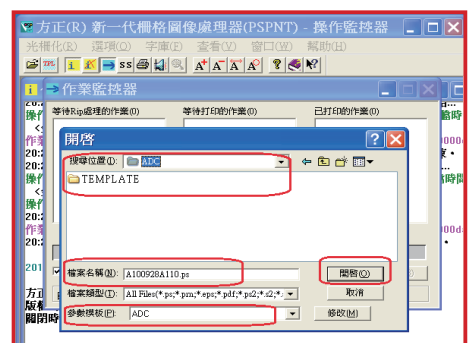 方正(R) 新一代柵格圖像處理器(PSPNT) - 操作監控器
光柵化(R) 選項(O) 字庫(F) 查看(V) 窗口(W) 幫助(H)
作業監控器
等待Rip處理的作業(0) 等待打印的作業(0) 已打印的作業(0)
開啓
搜尋位置(I): ADC
TEMPLATE
檔案名稱(N): A100928A110.ps 開啓(O)
檔案類型(T): All Files(*.ps;*.prn;*.eps;*.pdf;*.ps2;*.s2;*. 取消
參數模板(P): ADC 修改(M)